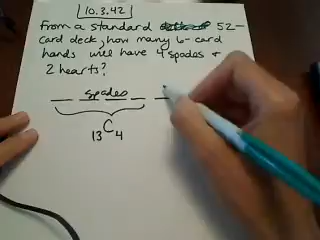 10.3.42
From a standard 52-
card deck, how many 6-card
hands will have 4 spades &
2 hearts?
spades
13C4